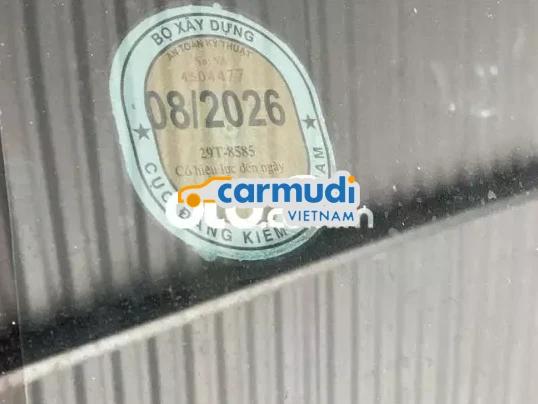 BỘ XÂY DỰNG
AN TOÀN KỸ THUẬT
4504477
08/2026
29T-8585
Có hiệu lực đến ngày
CỤC ĐĂNG KIỂM
NAM
carmudi
VIETNAM